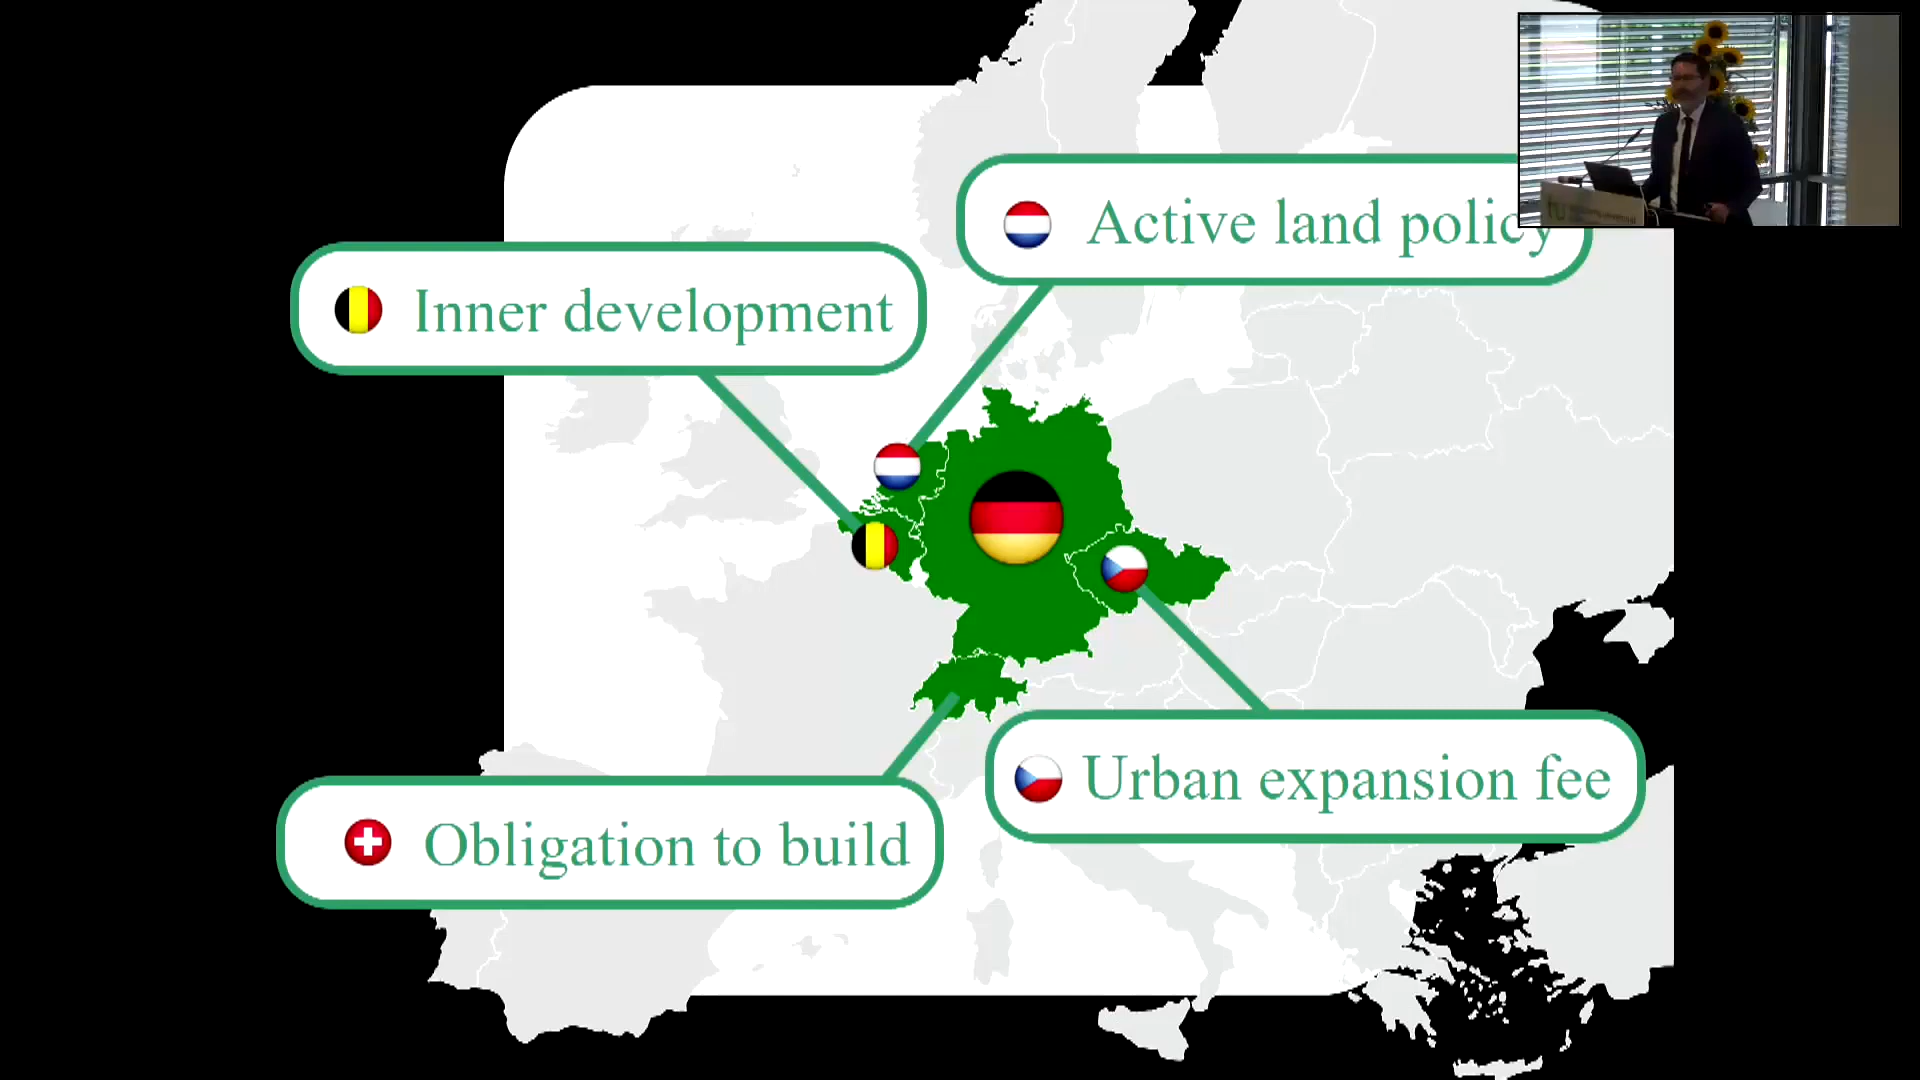 Active land policy
Inner development
Urban expansion fee
Obligation to build